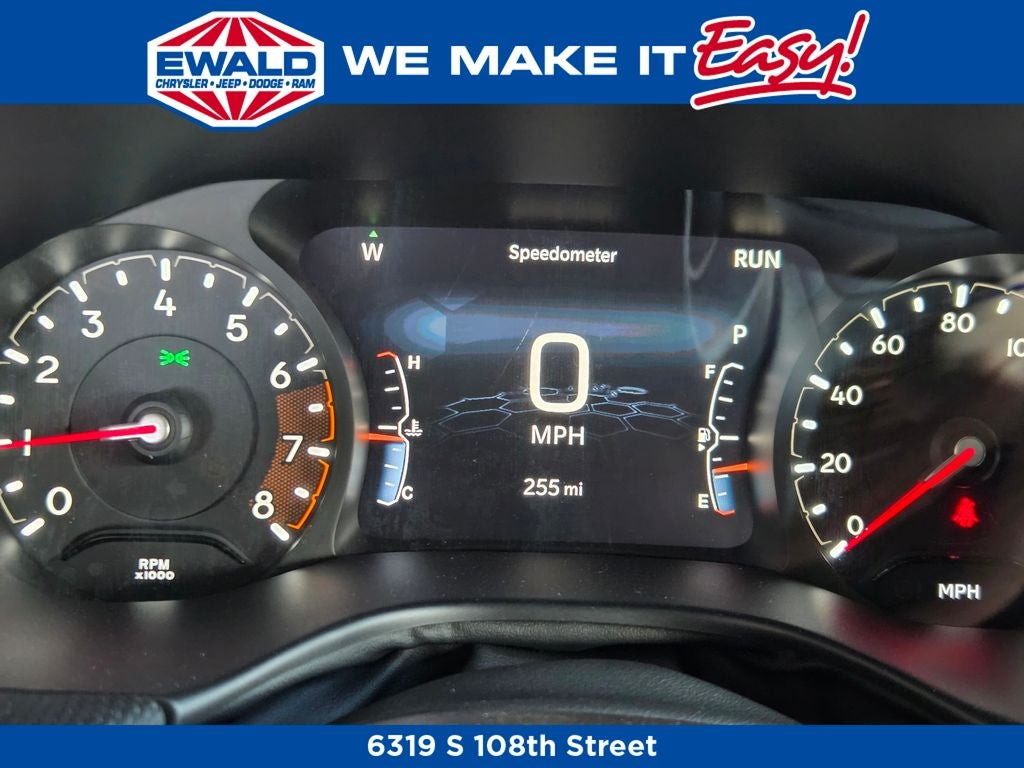 EWALD
CHRYSLER • JEEP • DODGE • RAM
WE MAKE IT Easy!
W
Speedometer
RUN
1
2
3
4
5
6
7
8
0
RPM
x1000
H
C
0
MPH
255 mi
P
F
E
0
20
40
60
80
10
MPH
6319 S 108th Street